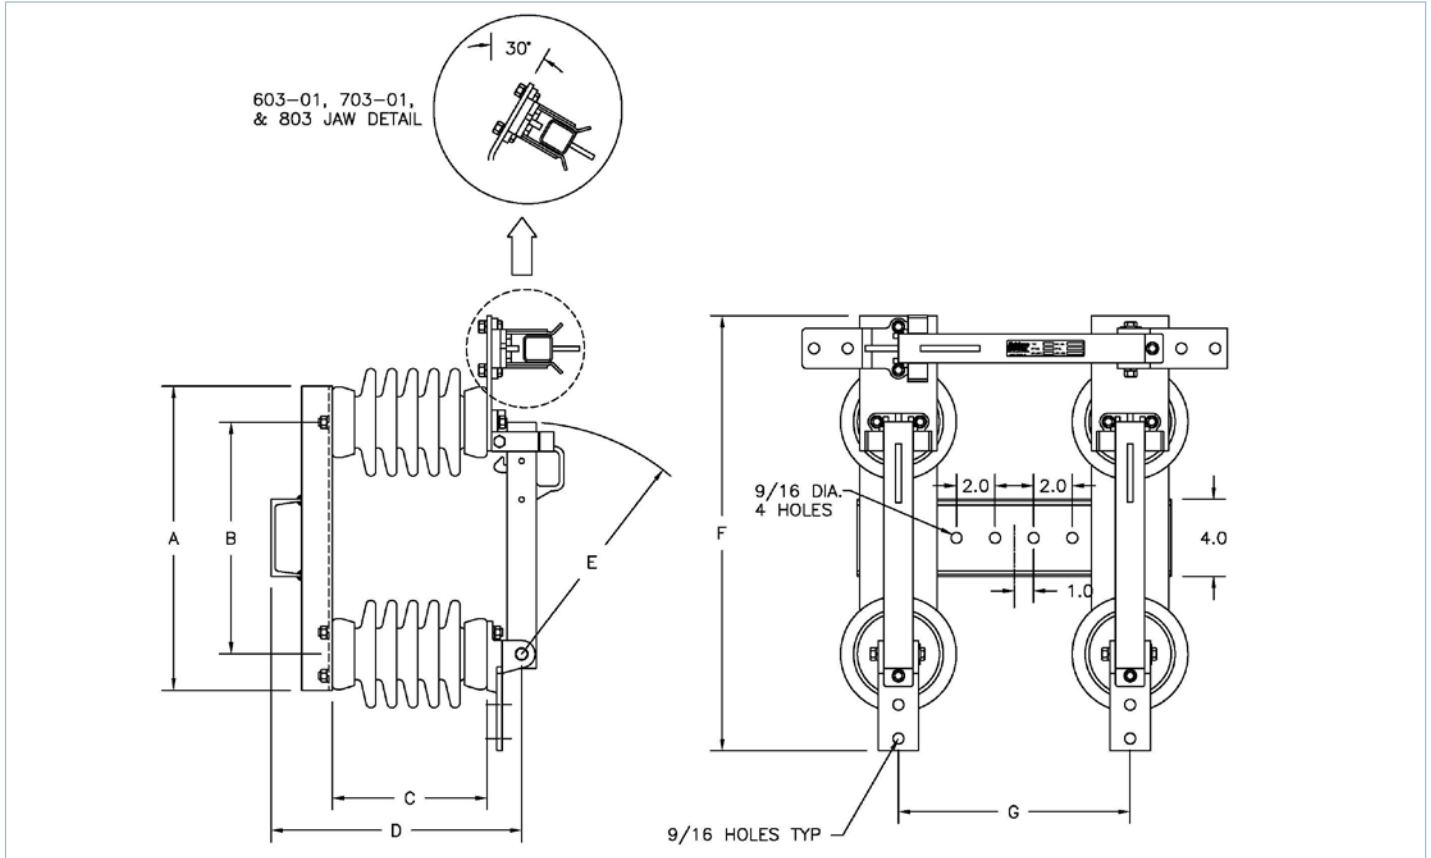 30°
603-01, 703-01,
& 803 JAW DETAIL
A
B
C
D
E
F
9/16 DIA.
4 HOLES
2.0
2.0
4.0
1.0
G
9/16 HOLES TYP